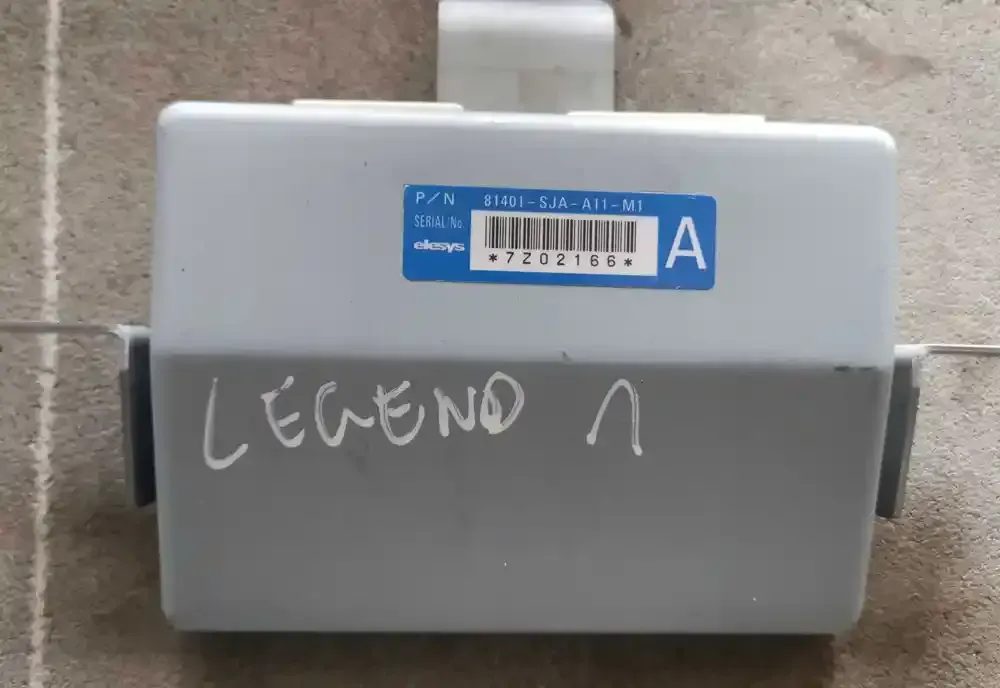 P/N 81401-SJA-A11-M1
SERIAL/No.
elesys
*7Z02166*
A
LEGEND 1